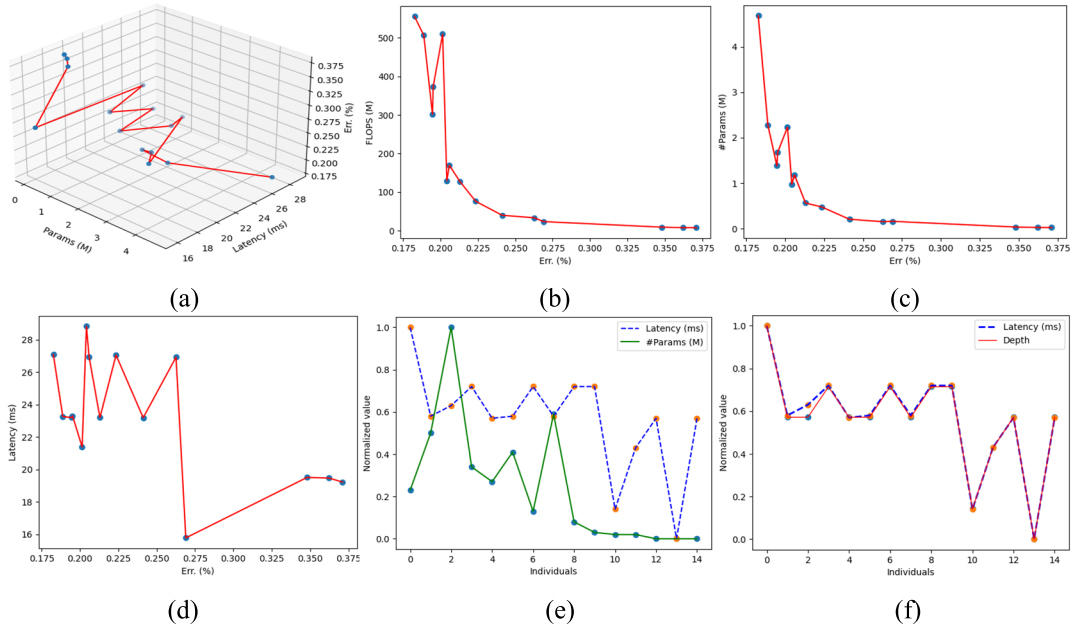 0.375
0.350
0.325
0.300
0.275
0.250
0.225
0.200
0.175
Err. (%)
0
1
2
3
4
Params (M)
16
18
20
22
24
26
28
Latency (ms)
(a)
500
400
300
200
100
0
FLOPS (M)
0.175 0.200 0.225 0.250 0.275 0.300 0.325 0.350 0.375
Err. (%)
(b)
4
3
2
1
0
#Params (M)
0.175 0.200 0.225 0.250 0.275 0.300 0.325 0.350 0.375
Err (%)
(c)
28
26
24
22
20
18
16
Latency (ms)
0.175 0.200 0.225 0.250 0.275 0.300 0.325 0.350 0.375
Err. (%)
(d)
Latency (ms)
#Params (M)
1.0
0.8
0.6
0.4
0.2
0.0
Normalized value
0 2 4 6 8 10 12 14
Individuals
(e)
Latency (ms)
Depth
1.0
0.8
0.6
0.4
0.2
0.0
Normalized value
0 2 4 6 8 10 12 14
Individuals
(f)